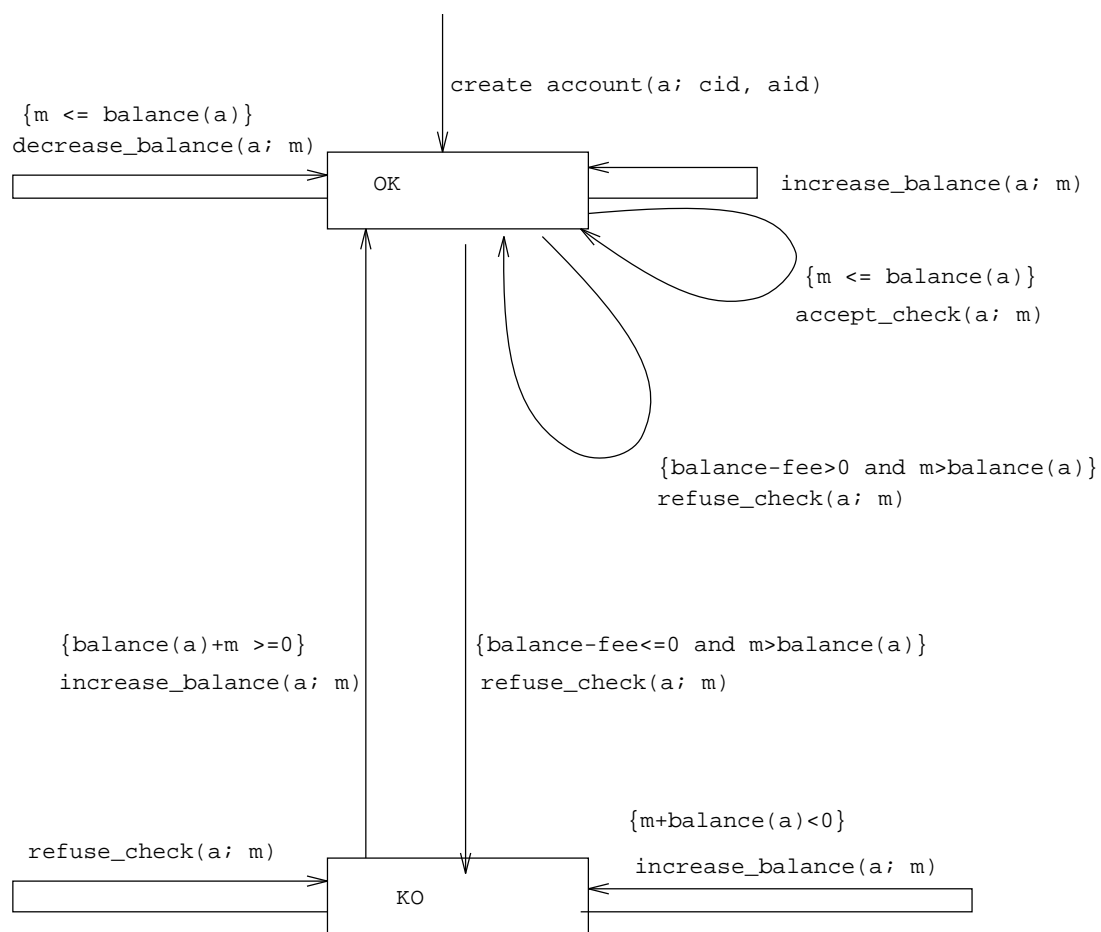 create account(a; cid, aid)
{m <= balance(a)}
decrease_balance(a; m)
OK
increase_balance(a; m)
{m <= balance(a)}
accept_check(a; m)
{balance-fee>0 and m>balance(a)}
refuse_check(a; m)
{balance(a)+m >=0}
increase_balance(a; m)
{balance-fee<=0 and m>balance(a)}
refuse_check(a; m)
{m+balance(a)<0}
increase_balance(a; m)
refuse_check(a; m)
KO